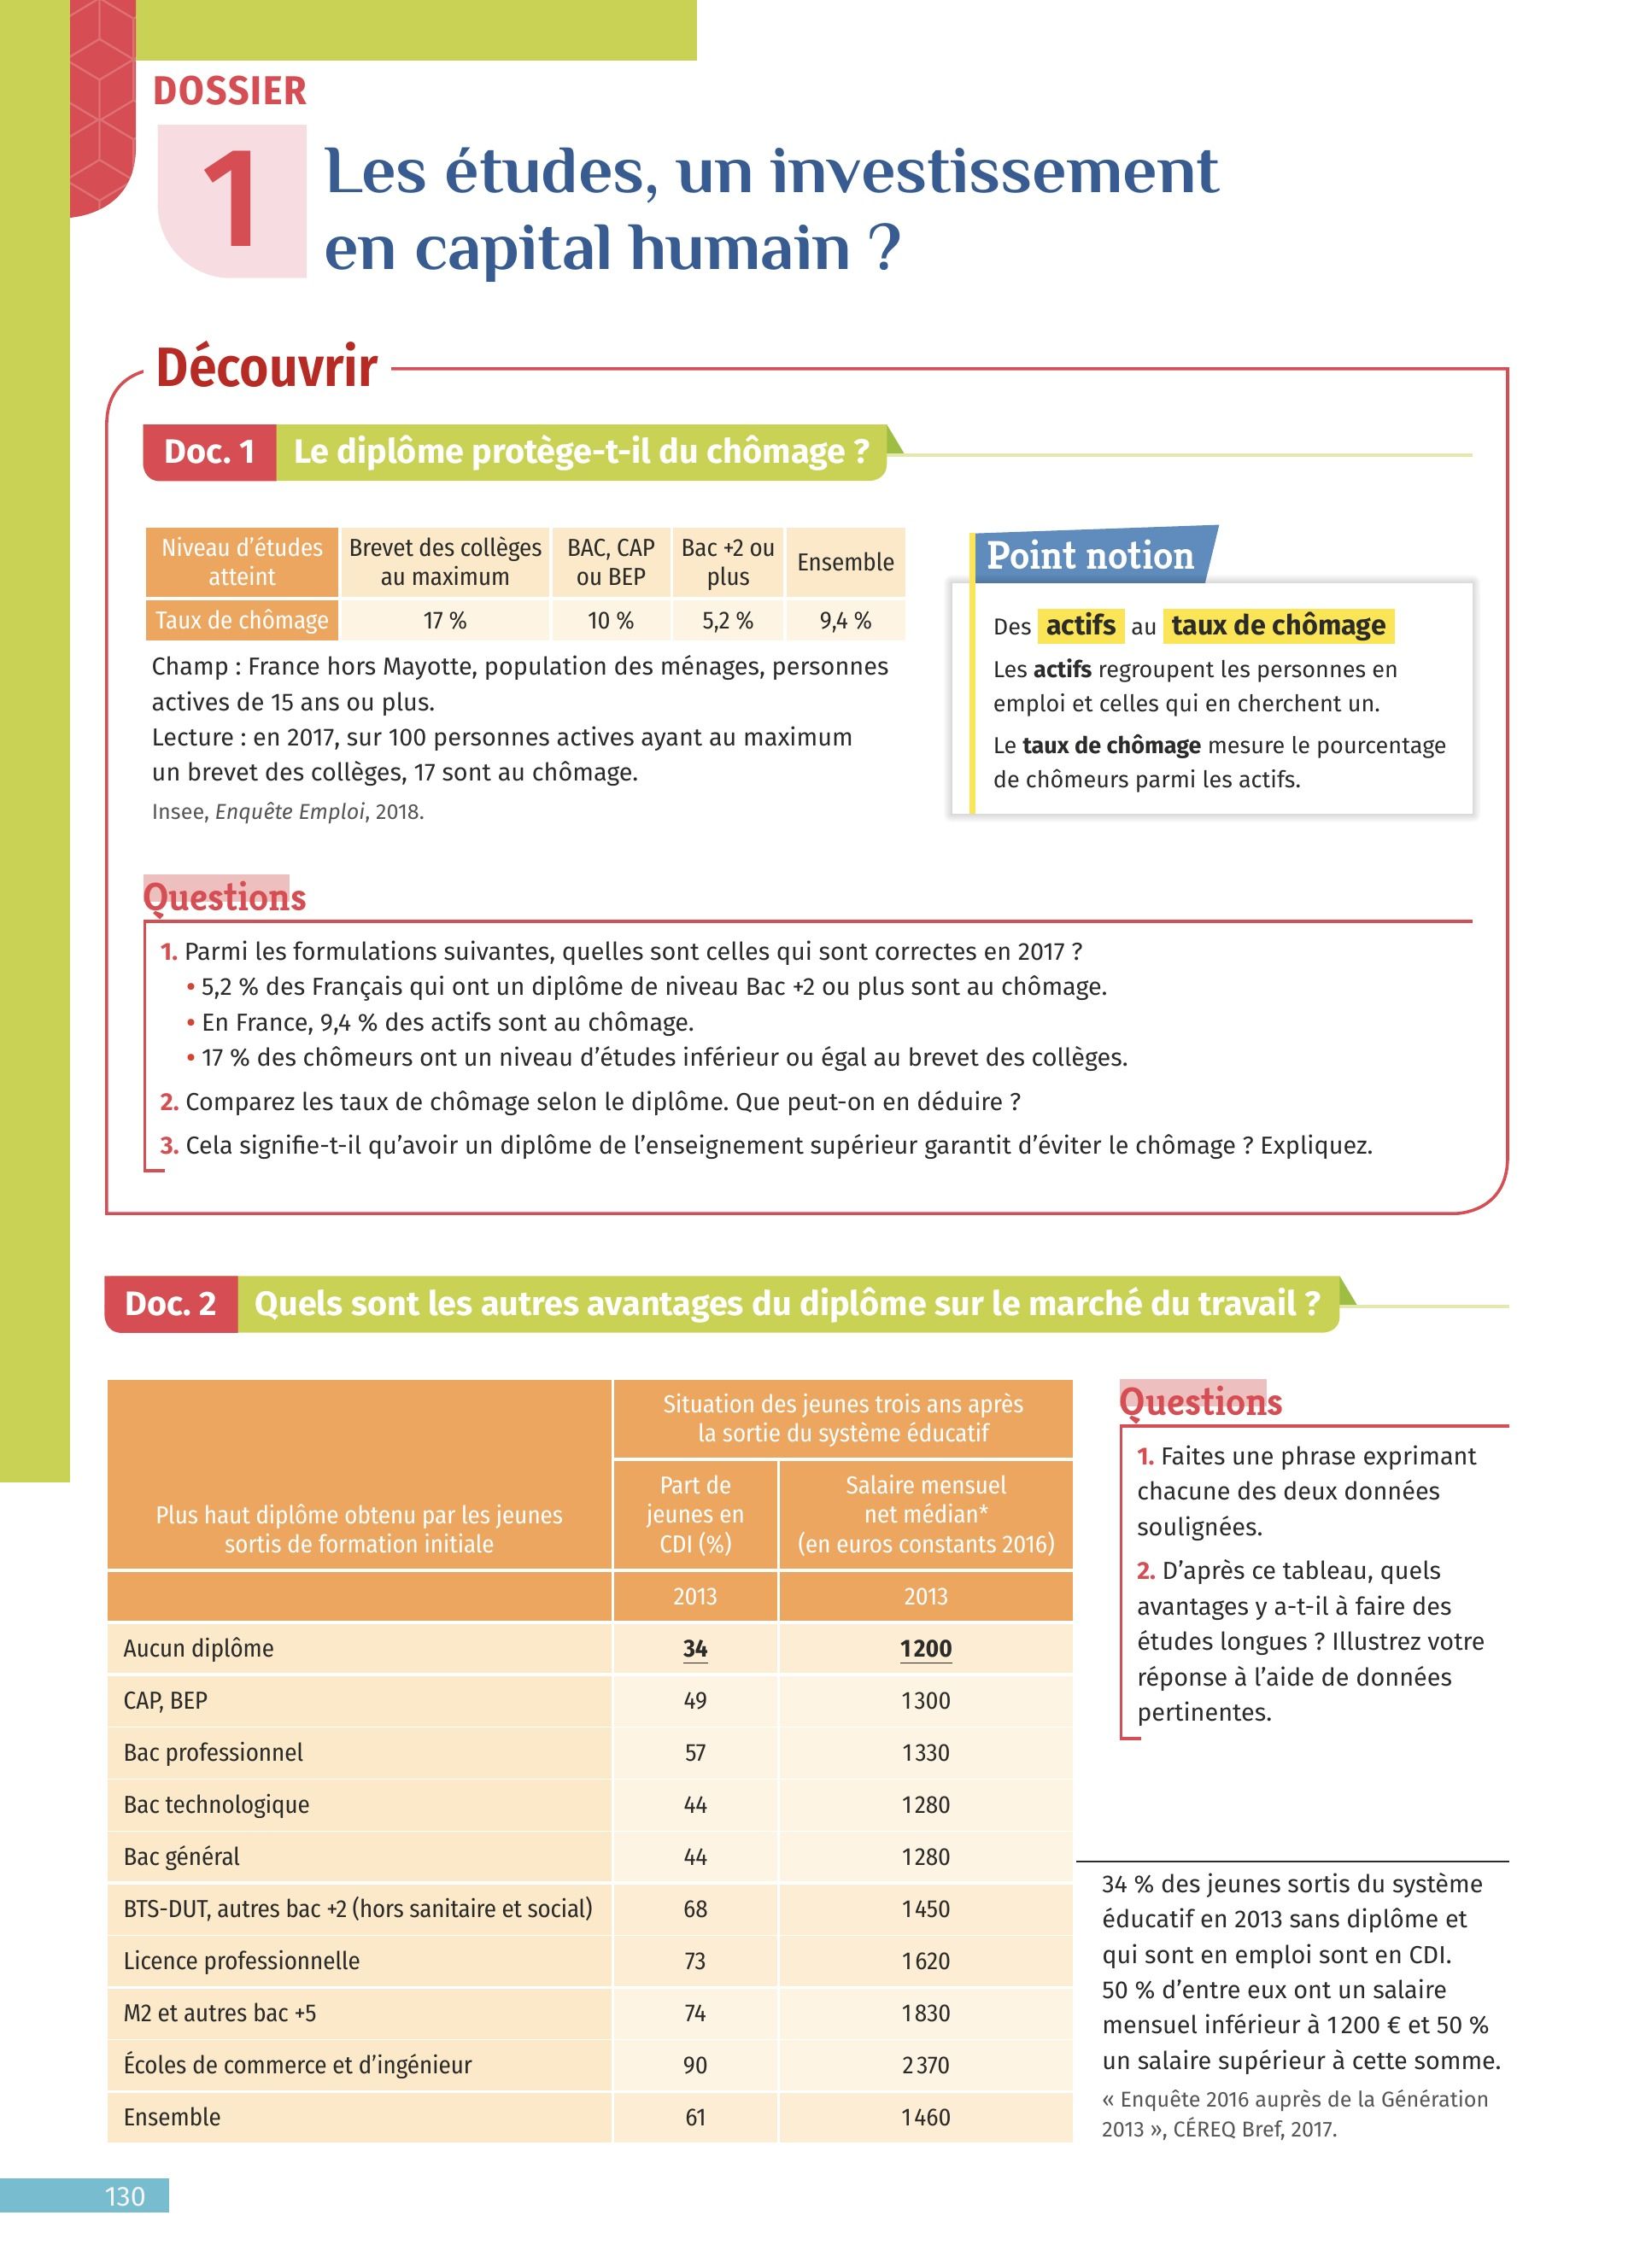 DOSSIER
1
Les études, un investissement
en capital humain ?
Découvrir
Doc. 1 Le diplôme protège-t-il du chômage ?
Niveau d'études atteint | Brevet des collèges au maximum | BAC, CAP ou BEP | Bac +2 ou plus | Ensemble
Taux de chômage | 17 % | 10 % | 5,2 % | 9,4 %
Champ : France hors Mayotte, population des ménages, personnes
actives de 15 ans ou plus.
Lecture : en 2017, sur 100 personnes actives ayant au maximum
un brevet des collèges, 17 sont au chômage.
Insee, Enquête Emploi, 2018.
Point notion
Des actifs au taux de chômage
Les actifs regroupent les personnes en
emploi et celles qui en cherchent un.
Le taux de chômage mesure le pourcentage
de chômeurs parmi les actifs.
Questions
1. Parmi les formulations suivantes, quelles sont celles qui sont correctes en 2017 ?
• 5,2 % des Français qui ont un diplôme de niveau Bac +2 ou plus sont au chômage.
• En France, 9,4 % des actifs sont au chômage.
• 17 % des chômeurs ont un niveau d'études inférieur ou égal au brevet des collèges.
2. Comparez les taux de chômage selon le diplôme. Que peut-on en déduire ?
3. Cela signifie-t-il qu'avoir un diplôme de l'enseignement supérieur garantit d'éviter le chômage ? Expliquez.
Doc. 2 Quels sont les autres avantages du diplôme sur le marché du travail ?
Plus haut diplôme obtenu par les jeunes
sortis de formation initiale
Situation des jeunes trois ans après
la sortie du système éducatif
Part de
jeunes en
CDI (%)
Salaire mensuel
net médian*
(en euros constants 2016)
2013 | 2013
Aucun diplôme | 34 | 1200
CAP, BEP | 49 | 1300
Bac professionnel | 57 | 1330
Bac technologique | 44 | 1280
Bac général | 44 | 1280
BTS-DUT, autres bac +2 (hors sanitaire et social) | 68 | 1450
Licence professionnelle | 73 | 1620
M2 et autres bac +5 | 74 | 1830
Écoles de commerce et d'ingénieur | 90 | 2370
Ensemble | 61 | 1460
Questions
1. Faites une phrase exprimant
chacune des deux données
soulignées.
2. D'après ce tableau, quels
avantages y a-t-il à faire des
études longues ? Illustrez votre
réponse à l'aide de données
pertinentes.
34 % des jeunes sortis du système
éducatif en 2013 sans diplôme et
qui sont en emploi sont en CDI.
50 % d'entre eux ont un salaire
mensuel inférieur à 1200 € et 50 %
un salaire supérieur à cette somme.
« Enquête 2016 auprès de la Génération
2013 », CÉREQ Bref, 2017.
130